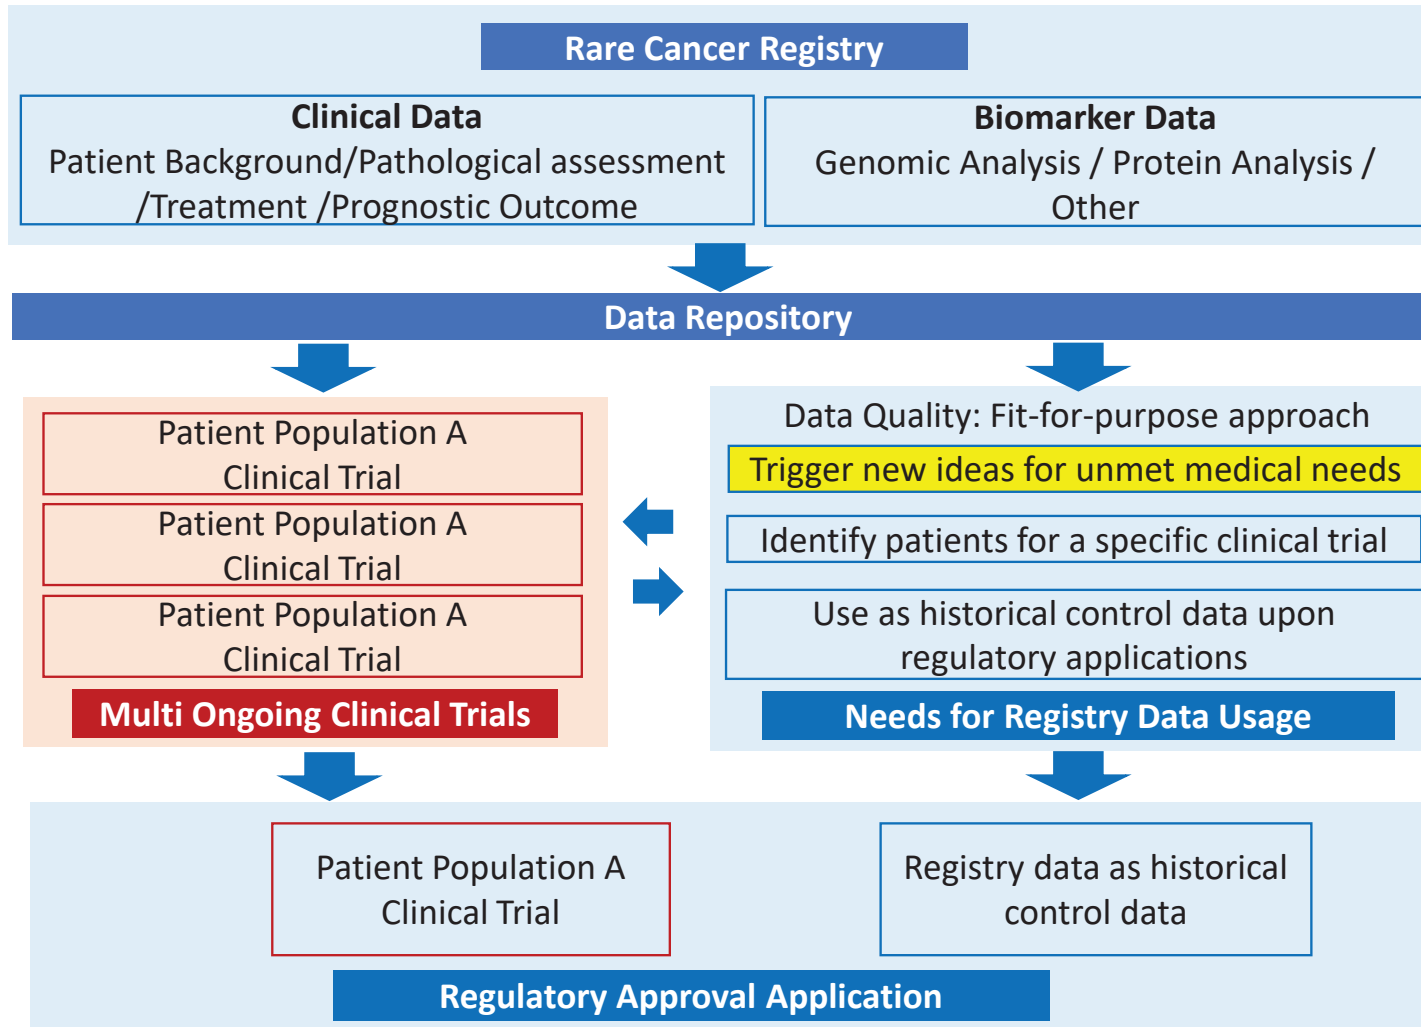 Rare Cancer Registry
Clinical Data
Patient Background/Pathological assessment
/Treatment /Prognostic Outcome
Biomarker Data
Genomic Analysis / Protein Analysis /
Other
Data Repository
Patient Population A
Clinical Trial
Patient Population A
Clinical Trial
Patient Population A
Clinical Trial
Multi Ongoing Clinical Trials
Data Quality: Fit-for-purpose approach
Trigger new ideas for unmet medical needs
Identify patients for a specific clinical trial
Use as historical control data upon
regulatory applications
Needs for Registry Data Usage
Patient Population A
Clinical Trial
Registry data as historical
control data
Regulatory Approval Application